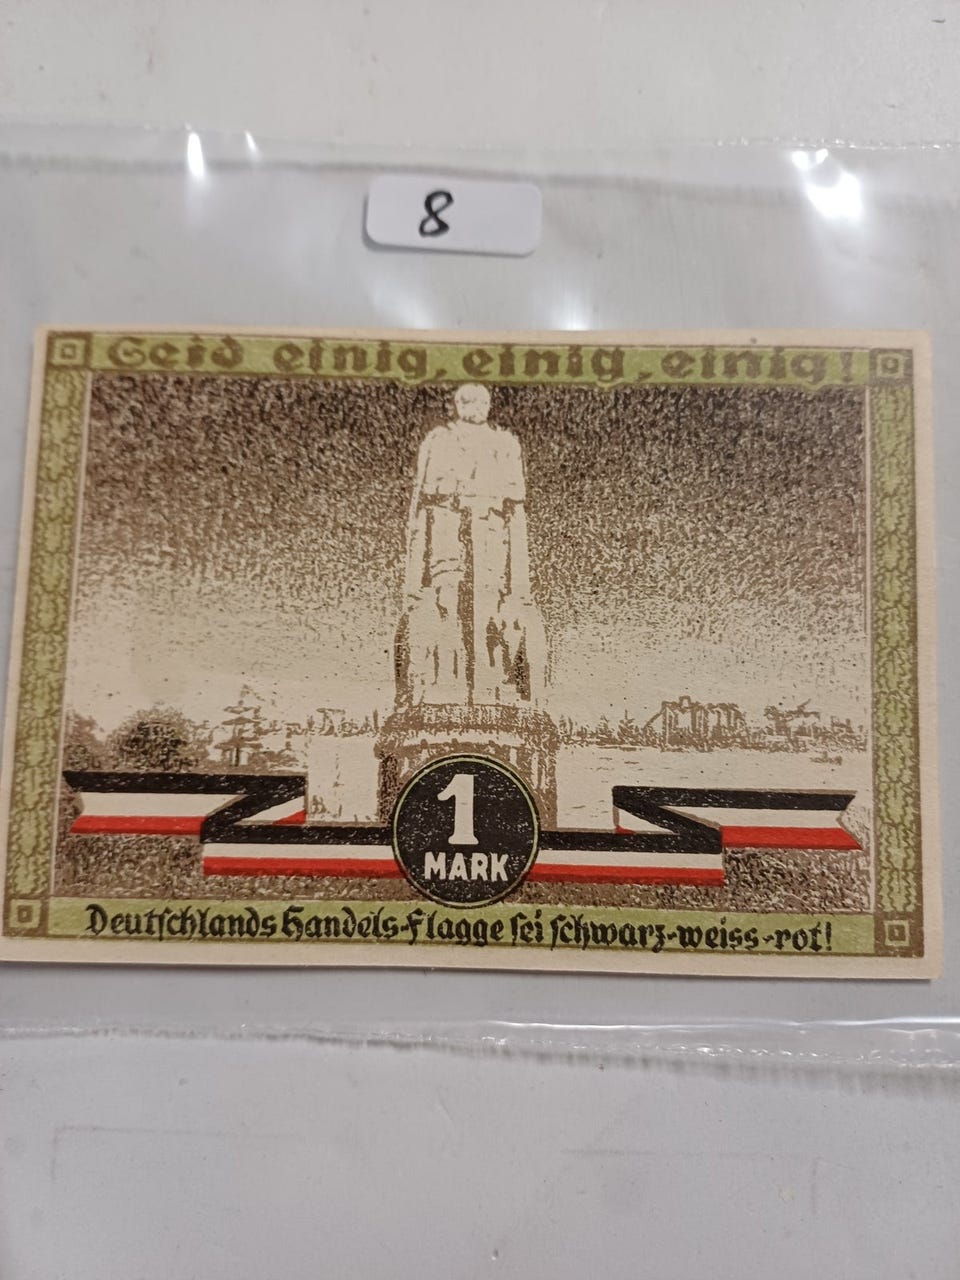 8
Seid einig, einig, einig!
1
MARK
Deutschlands Handels-Flagge sei schwarz-weiss-rot!